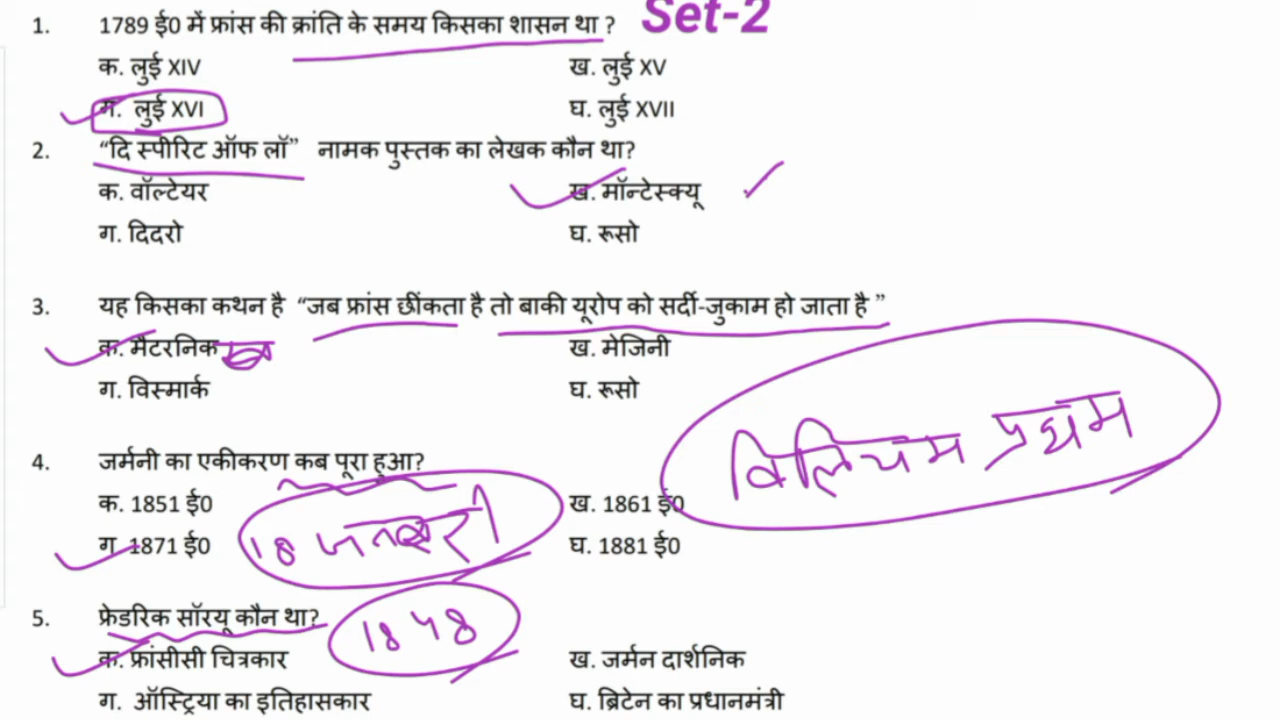 Set-2
1. 1789 ई0 में फ्रांस की क्रांति के समय किसका शासन था ?
क. लुई XIV ख. लुई XV
ग. लुई XVI घ. लुई XVII
2. “दि स्पीरिट ऑफ लॉ” नामक पुस्तक का लेखक कौन था?
क. वॉल्टेयर ख. मॉन्टेस्क्यू
ग. दिदरो घ. रूसो
3. यह किसका कथन है “जब फ्रांस छींकता है तो बाकी यूरोप को सर्दी-जुकाम हो जाता है ”
क. मैटरनिक ख. मेजिनी
ग. विस्मार्क घ. रूसो
विलियम प्रथम
4. जर्मनी का एकीकरण कब पूरा हुआ?
क. 1851 ई0 ख. 1861 ई0
ग 1871 ई0 18 जनवरी घ. 1881 ई0
5. फ्रेडरिक सॉरयू कौन था? 1848
क. फ्रांसीसी चित्रकार ख. जर्मन दार्शनिक
ग. ऑस्ट्रिया का इतिहासकार घ. ब्रिटेन का प्रधानमंत्री